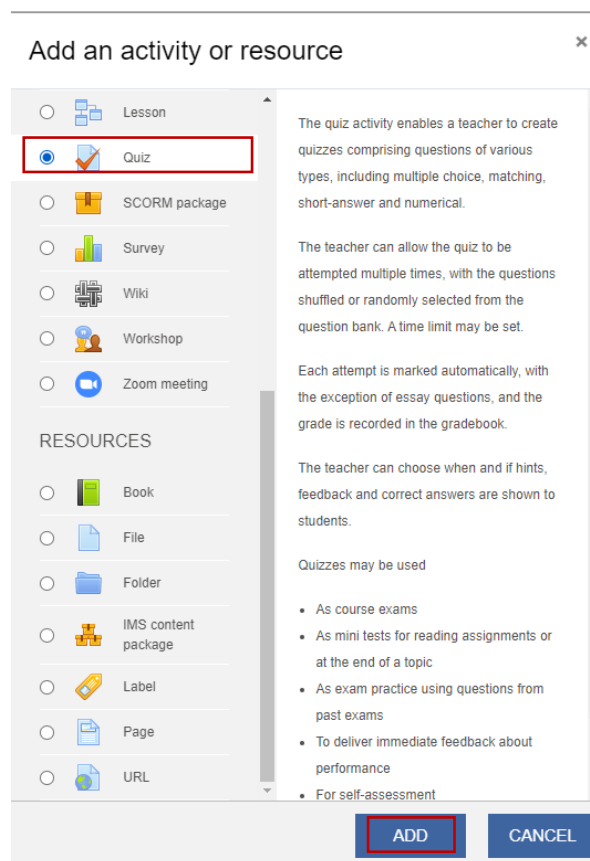 Add an activity or resource
×
Lesson
Quiz
SCORM package
Survey
Wiki
Workshop
Zoom meeting
RESOURCES
Book
File
Folder
IMS content
package
Label
Page
URL
The quiz activity enables a teacher to create
quizzes comprising questions of various
types, including multiple choice, matching,
short-answer and numerical.
The teacher can allow the quiz to be
attempted multiple times, with the questions
shuffled or randomly selected from the
question bank. A time limit may be set.
Each attempt is marked automatically, with
the exception of essay questions, and the
grade is recorded in the gradebook.
The teacher can choose when and if hints,
feedback and correct answers are shown to
students.
Quizzes may be used
• As course exams
• As mini tests for reading assignments or
at the end of a topic
• As exam practice using questions from
past exams
• To deliver immediate feedback about
performance
• For self-assessment
ADD
CANCEL